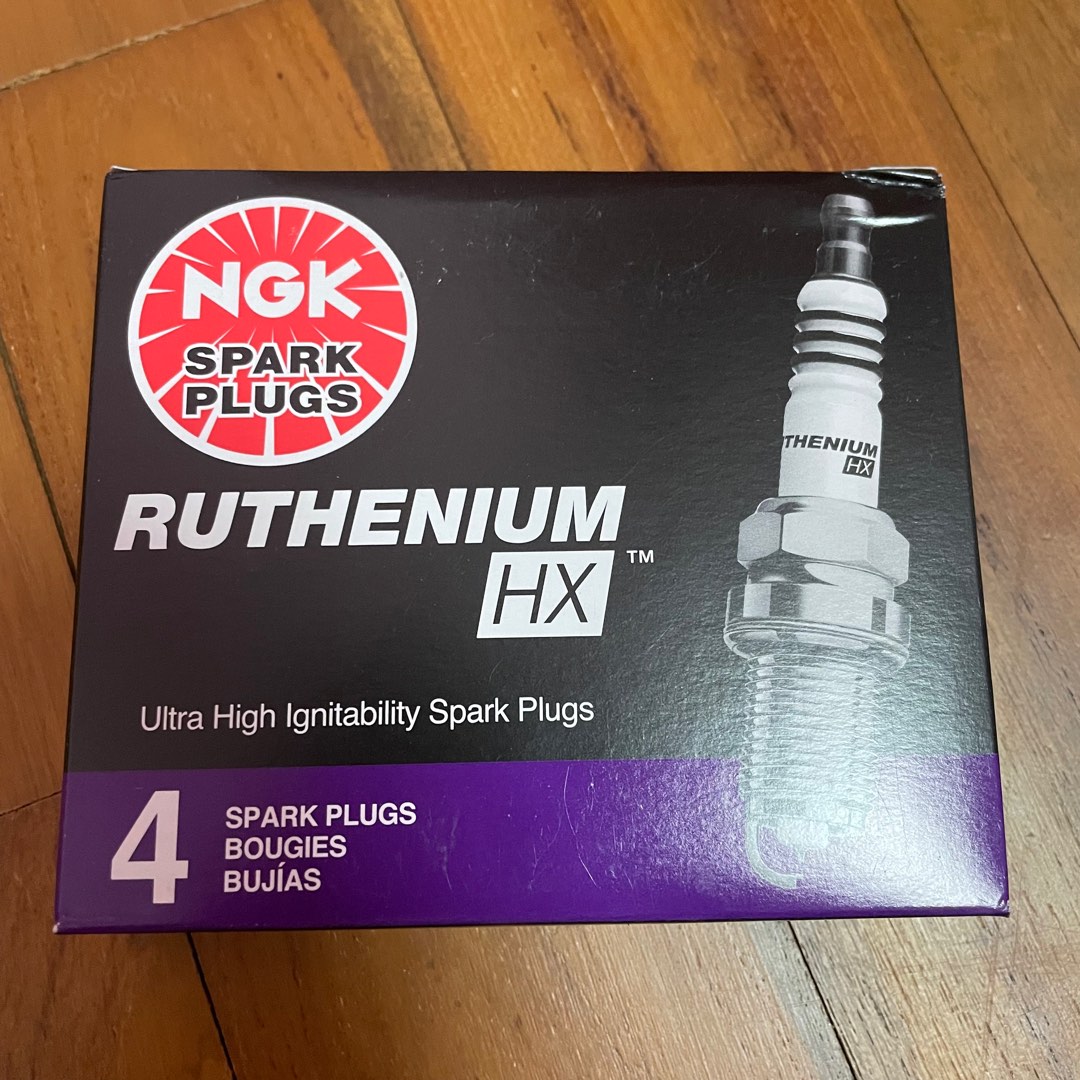 NGK
SPARK
PLUGS
RUTHENIUM
HX ™
Ultra High Ignitability Spark Plugs
THENIUM
HX
4
SPARK PLUGS
BOUGIES
BUJÍAS